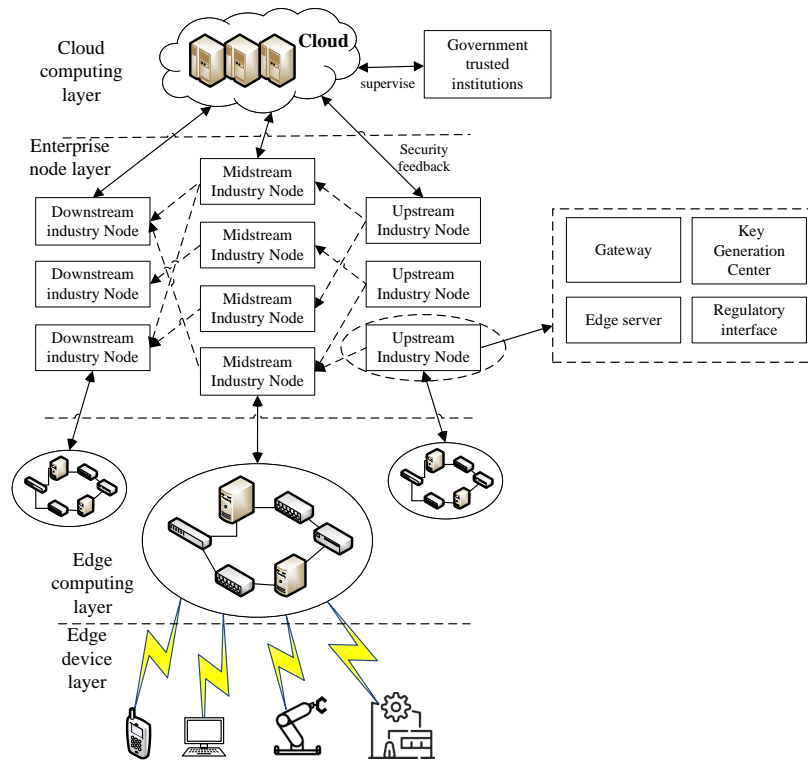 Cloud
computing
layer
Cloud
supervise
Government
trusted
institutions
Enterprise
node layer
Security
feedback
Midstream
Industry Node
Downstream
industry Node
Upstream
Industry Node
Midstream
Industry Node
Downstream
industry Node
Upstream
Industry Node
Midstream
Industry Node
Downstream
industry Node
Upstream
Industry Node
Midstream
Industry Node
Gateway
Key
Generation
Center
Edge server
Regulatory
interface
Edge
computing
layer
Edge
device
layer